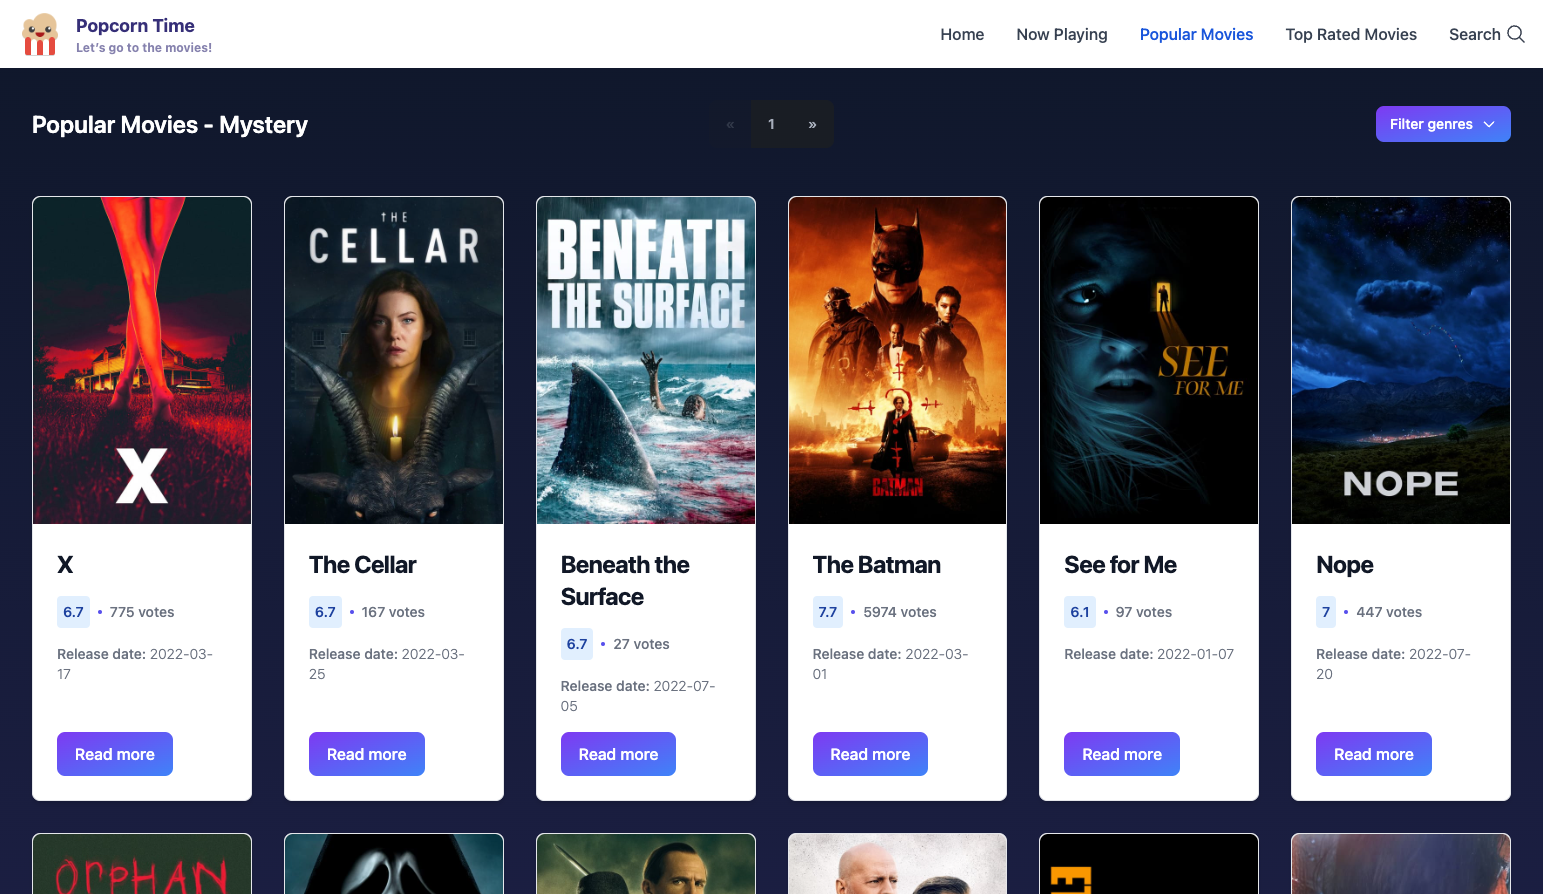 Popcorn Time
Let's go to the movies!
Home
Now Playing
Popular Movies
Top Rated Movies
Search
Popular Movies - Mystery
«
1
»
Filter genres
X
THE
CELLAR
BENEATH
THE SURFACE
THE
BATMAN
SEE
FOR ME
NOPE
X
6.7 • 775 votes
Release date: 2022-03-
17
Read more
The Cellar
6.7 • 167 votes
Release date: 2022-03-
25
Read more
Beneath the
Surface
6.7 • 27 votes
Release date: 2022-07-
05
Read more
The Batman
7.7 • 5974 votes
Release date: 2022-03-
01
Read more
See for Me
6.1 • 97 votes
Release date: 2022-01-07
Read more
Nope
7 • 447 votes
Release date: 2022-07-
20
Read more
ORPHAN